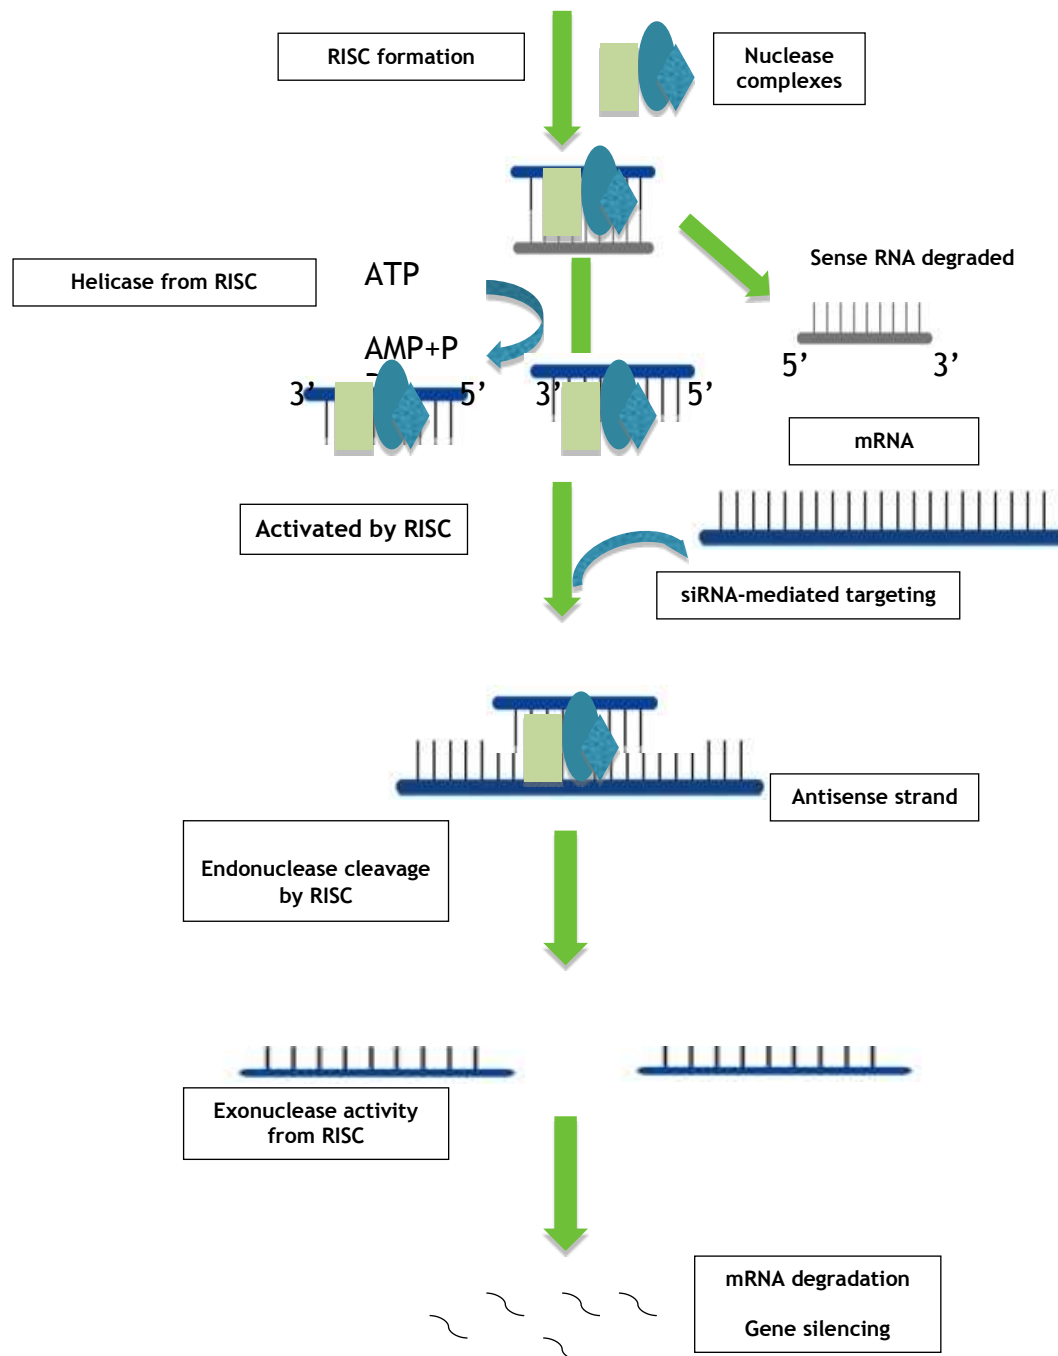 RISC formation
Nuclease
complexes
Sense RNA degraded
Helicase from RISC
ATP
AMP+P
5’
3’
3’
5’
3’
5’
mRNA
Activated by RISC
siRNA-mediated targeting
Antisense strand
Endonuclease cleavage
by RISC
Exonuclease activity
from RISC
mRNA degradation
Gene silencing